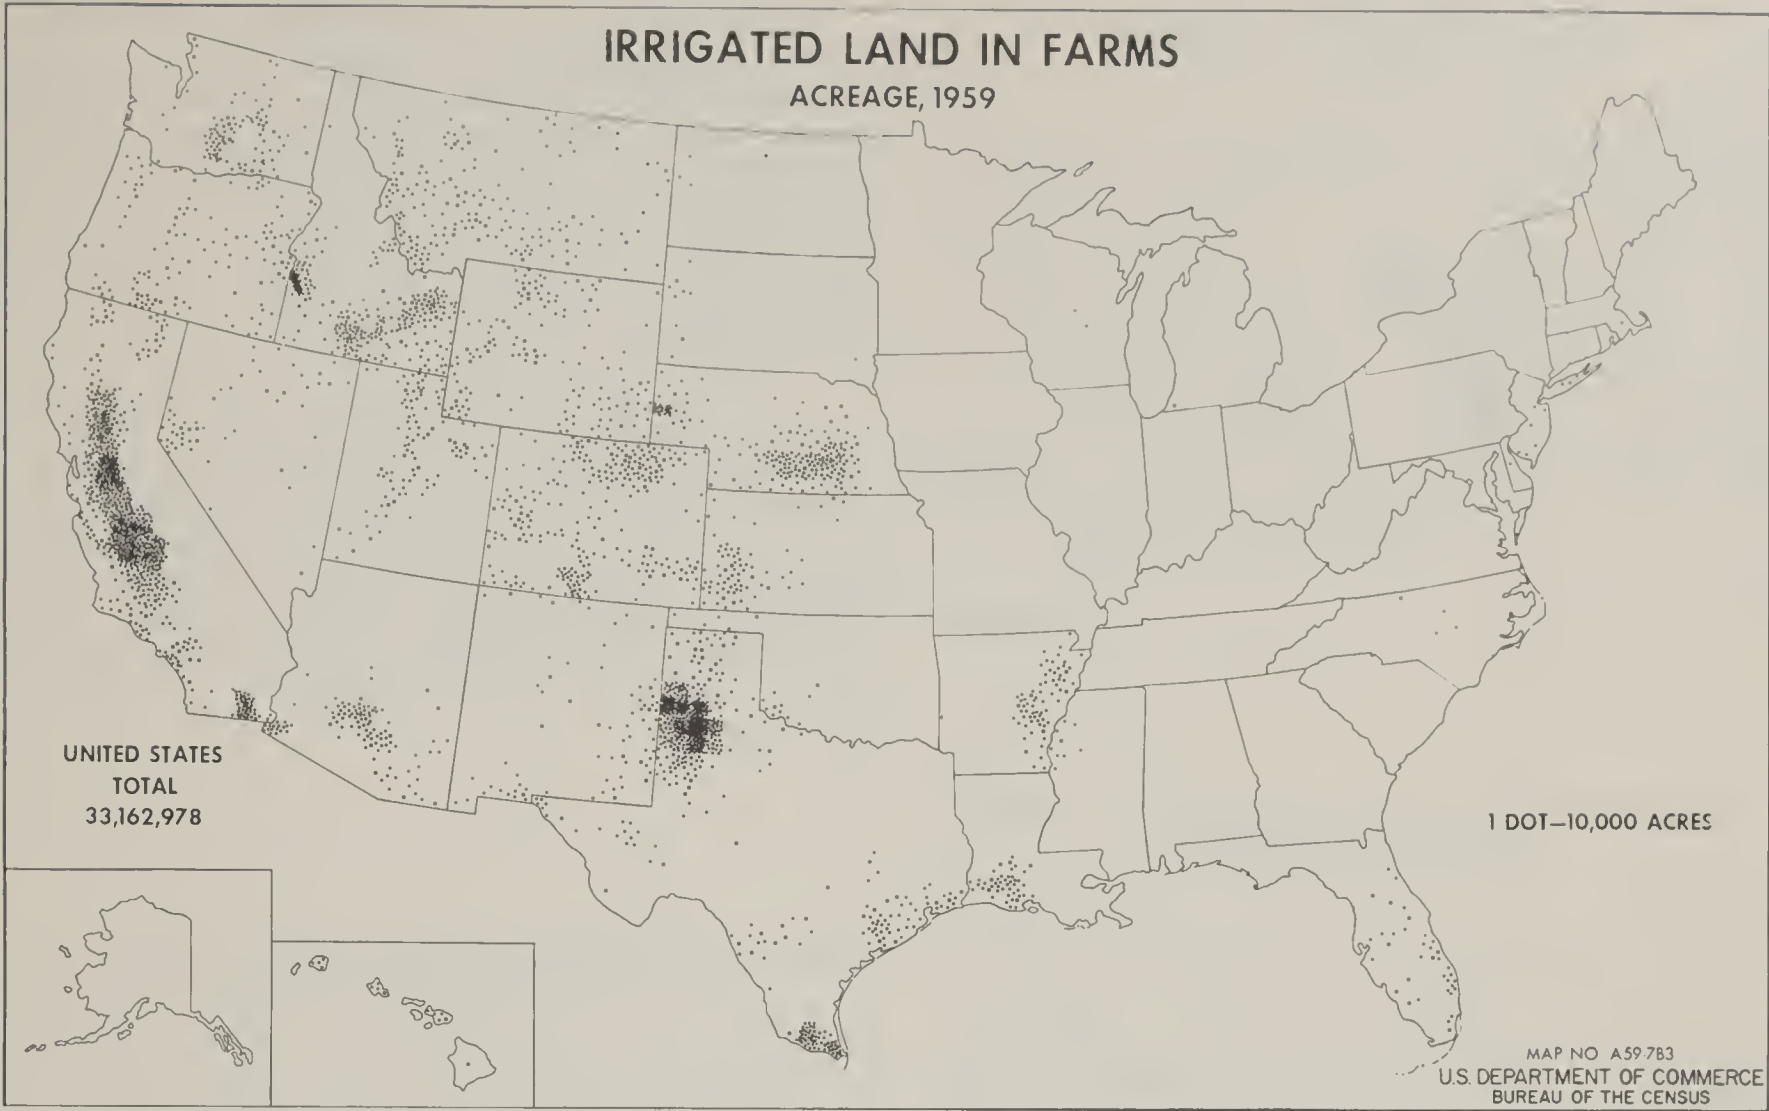 IRRIGATED LAND IN FARMS
ACREAGE, 1959
UNITED STATES
TOTAL
33,162,978
1 DOT—10,000 ACRES
MAP NO A59-7B3
U.S. DEPARTMENT OF COMMERCE
BUREAU OF THE CENSUS